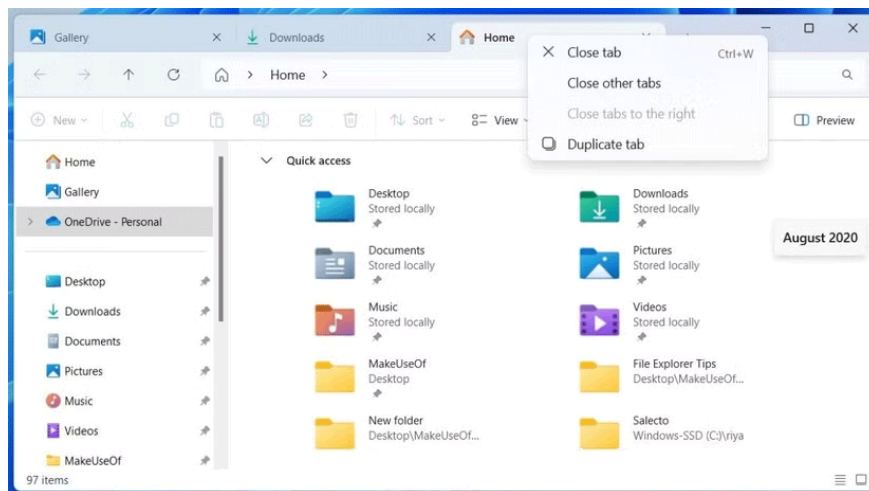 Gallery
Downloads
Home
Close tab Ctrl+W
Close other tabs
Close tabs to the right
Duplicate tab
Home
New
Sort
View
Preview
Home
Gallery
OneDrive - Personal
Desktop
Downloads
Documents
Pictures
Music
Videos
MakeUseOf
Quick access
Desktop
Stored locally
Downloads
Stored locally
Documents
Stored locally
Pictures
Stored locally
Music
Stored locally
Videos
Stored locally
MakeUseOf
Desktop
File Explorer Tips
Desktop\MakeUseOf...
New folder
Desktop\MakeUseOf...
Salecto
Windows-SSD (C:)\riya
August 2020
97 items